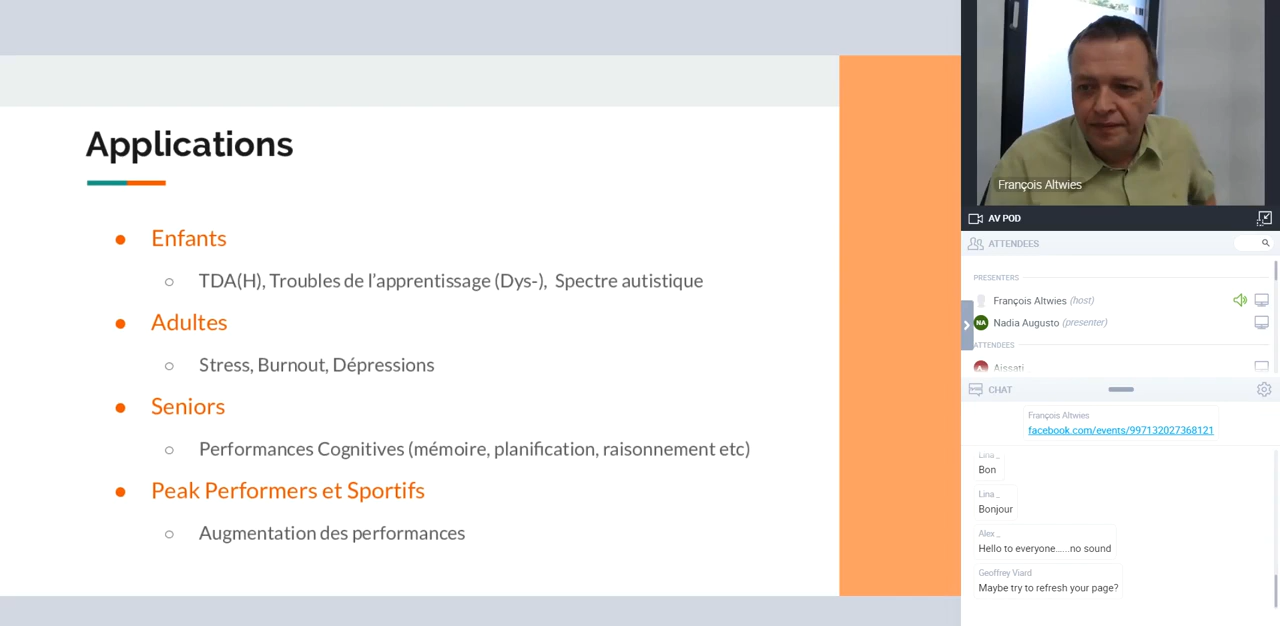 Applications
● Enfants
○ TDA(H), Troubles de l'apprentissage (Dys-), Spectre autistique
● Adultes
○ Stress, Burnout, Dépressions
● Seniors
○ Performances Cognitives (mémoire, planification, raisonnement etc)
● Peak Performers et Sportifs
○ Augmentation des performances
François Altwies
AV POD
ATTENDEES
PRESENTERS
François Altwies (host)
NA Nadia Augusto (presenter)
ATTENDEES
Aissati
CHAT
François Altwies
facebook.com/events/997132027368121
Lina _
Bon
Lina _
Bonjour
Alex _
Hello to everyone......no sound
Geoffrey Viard
Maybe try to refresh your page?